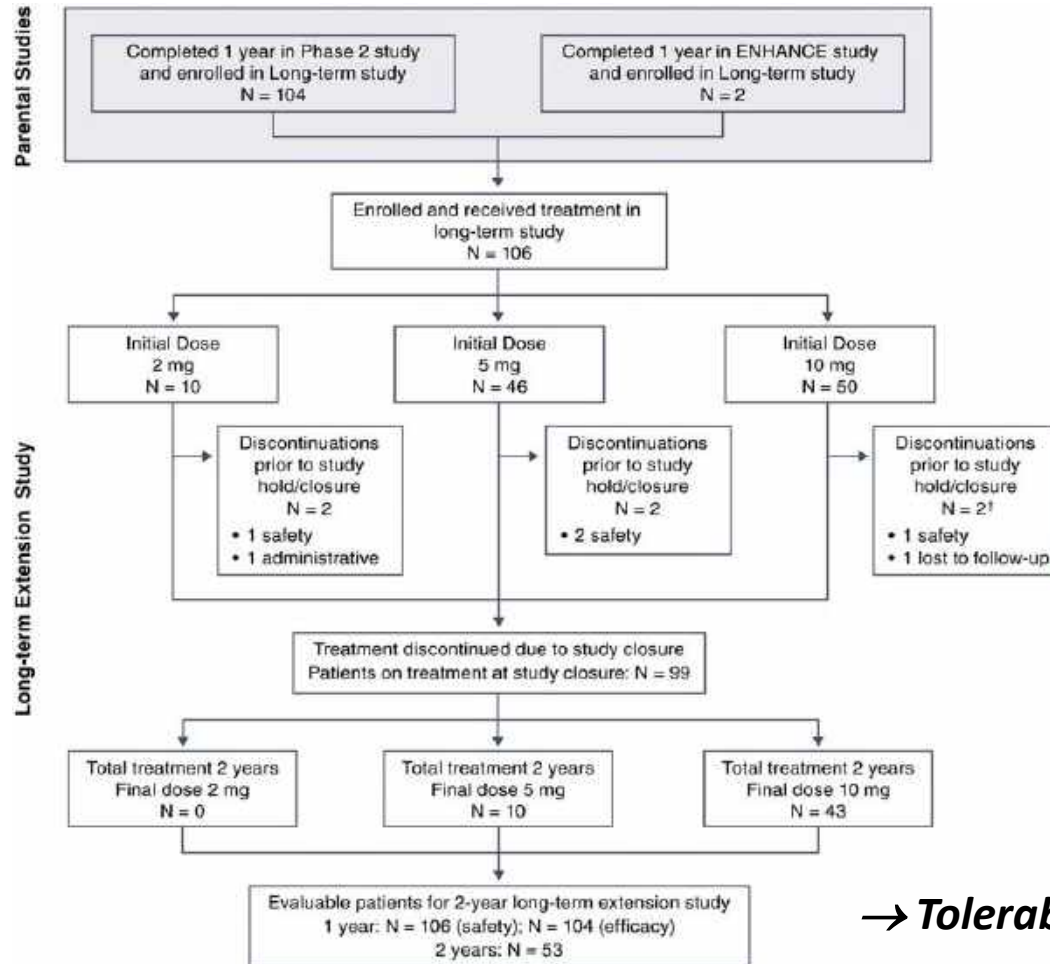 Parental Studies
Completed 1 year in Phase 2 study
and enrolled in Long-term study
N = 104
Completed 1 year in ENHANCE study
and enrolled in Long-term study
N = 2
Enrolled and received treatment in
long-term study
N = 106
Long-term Extension Study
Initial Dose
2 mg
N = 10
Initial Dose
5 mg
N = 46
Initial Dose
10 mg
N = 50
Discontinuations
prior to study
hold/closure
N = 2
• 1 safety
• 1 administrative
Discontinuations
prior to study
hold/closure
N = 2
• 2 safety
Discontinuations
prior to study
hold/closure
N = 2†
• 1 safety
• 1 lost to follow-up
Treatment discontinued due to study closure
Patients on treatment at study closure: N = 99
Total treatment 2 years
Final dose 2 mg
N = 0
Total treatment 2 years
Final dose 5 mg
N = 10
Total treatment 2 years
Final dose 10 mg
N = 43
Evaluable patients for 2-year long-term extension study
1 year: N = 106 (safety); N = 104 (efficacy)
2 years: N = 53
→ Tolerab